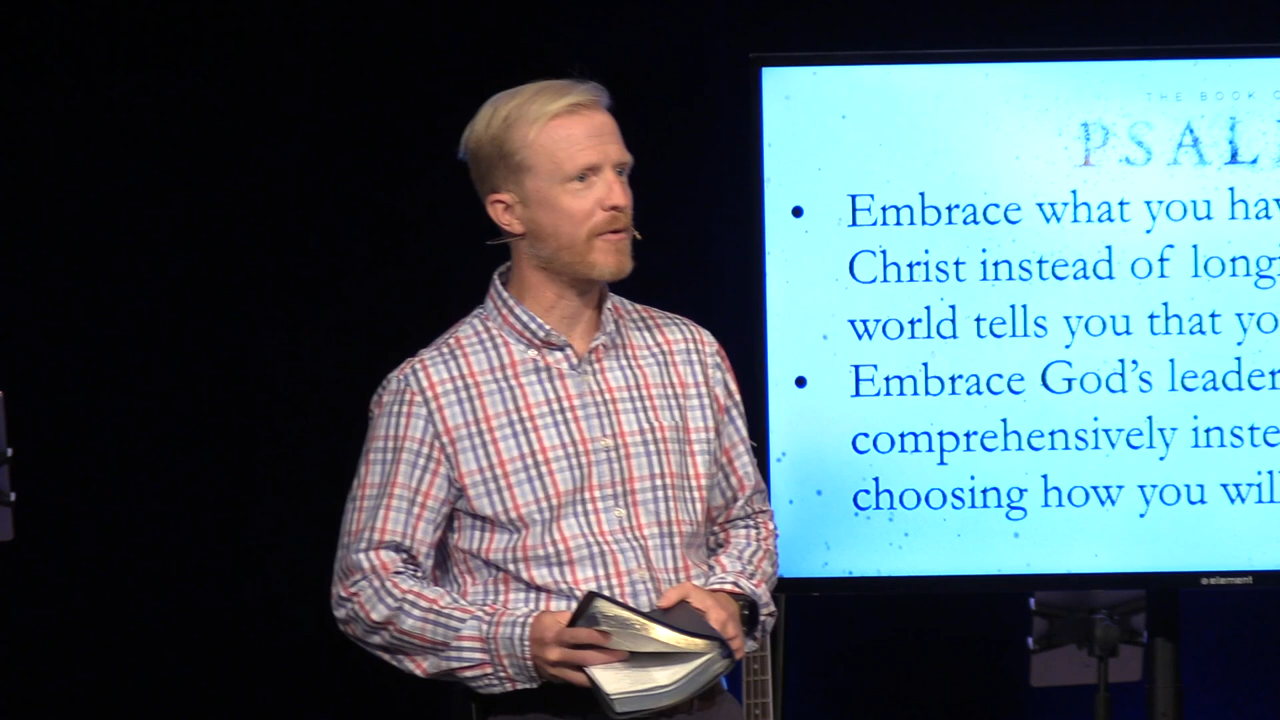 THE BOOK O
PSAL
Embrace what you hav
Christ instead of long
world tells you that yo
Embrace God's leader
comprehensively inste
choosing how you wil
element